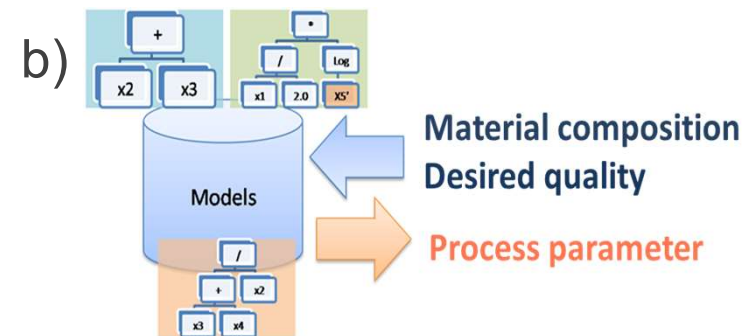 b)
+
x2 x3
•
/ Log
x1 2.0 X5'
Models
Material composition
Desired quality
Process parameter
/
+ x2
x3 x4